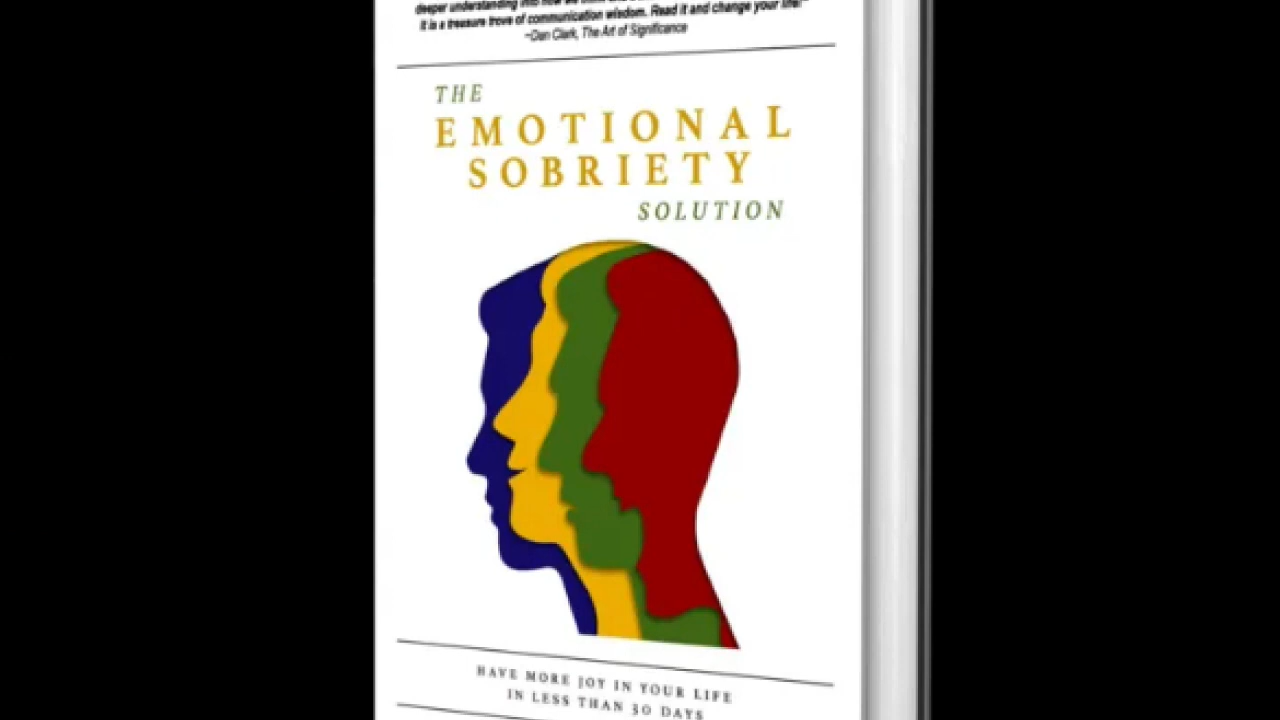 deeper understanding into how we
It is a treasure trove of communication wisdom. Read it and change your life!"
~Dan Clark, The Art of Significance
THE
EMOTIONAL
SOBRIETY
SOLUTION
HAVE MORE JOY IN YOUR LIFE
IN LESS THAN 30 DAYS